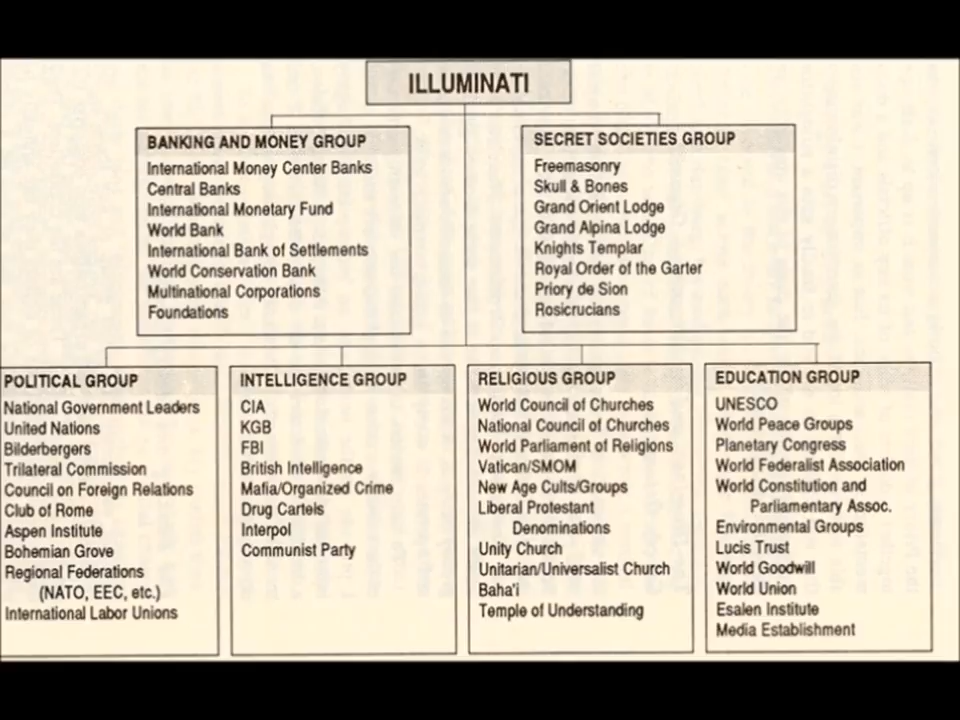 ILLUMINATI
BANKING AND MONEY GROUP
International Money Center Banks
Central Banks
International Monetary Fund
World Bank
International Bank of Settlements
World Conservation Bank
Multinational Corporations
Foundations
SECRET SOCIETIES GROUP
Freemasonry
Skull & Bones
Grand Orient Lodge
Grand Alpina Lodge
Knights Templar
Royal Order of the Garter
Priory de Sion
Rosicrucians
POLITICAL GROUP
National Government Leaders
United Nations
Bilderbergers
Trilateral Commission
Council on Foreign Relations
Club of Rome
Aspen Institute
Bohemian Grove
Regional Federations
(NATO, EEC, etc.)
International Labor Unions
INTELLIGENCE GROUP
CIA
KGB
FBI
British Intelligence
Mafia/Organized Crime
Drug Cartels
Interpol
Communist Party
RELIGIOUS GROUP
World Council of Churches
National Council of Churches
World Parliament of Religions
Vatican/SMOM
New Age Cults/Groups
Liberal Protestant
Denominations
Unity Church
Unitarian/Universalist Church
Baha'i
Temple of Understanding
EDUCATION GROUP
UNESCO
World Peace Groups
Planetary Congress
World Federalist Association
World Constitution and
Parliamentary Assoc.
Environmental Groups
Lucis Trust
World Goodwill
World Union
Esalen Institute
Media Establishment